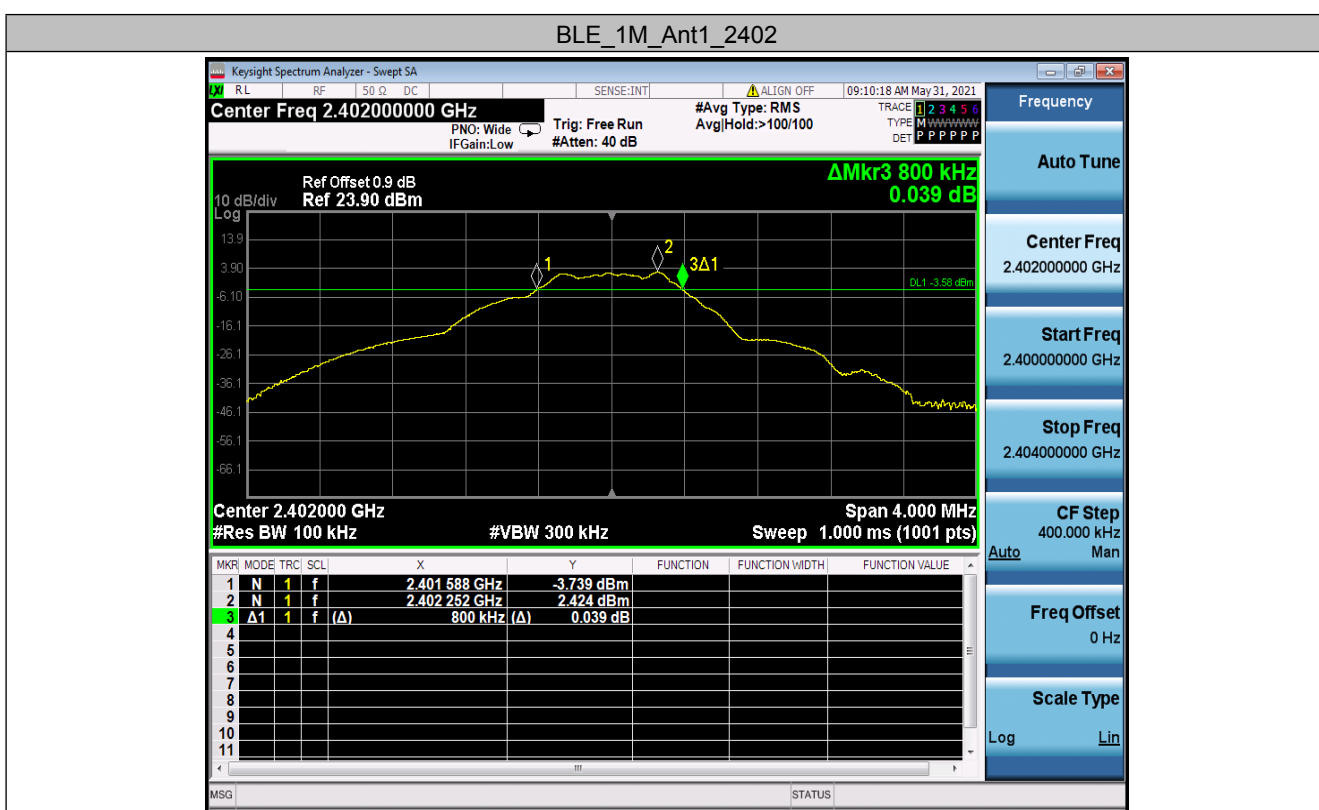 BLE_1M_Ant1_2402
Keysight Spectrum Analyzer - Swept SA
LXI RL RF 50 Ω DC SENSE:INT ALIGN OFF 09:10:18 AM May 31, 2021
Center Freq 2.402000000 GHz
PNO: Wide
IFGain:Low
Trig: Free Run
#Atten: 40 dB
#Avg Type: RMS
Avg|Hold:>100/100
TRACE 1 2 3 4 5 6
TYPE M W W W W W
DET P P P P P P
ΔMkr3 800 kHz
0.039 dB
Ref Offset 0.9 dB
10 dB/div Ref 23.90 dBm
Log
13.9
3.90
-6.10
-16.1
-26.1
-36.1
-46.1
-56.1
-66.1
1
2
3Δ1
DL1 -3.58 dBm
Center 2.402000 GHz Span 4.000 MHz
#Res BW 100 kHz #VBW 300 kHz Sweep 1.000 ms (1001 pts)
MKR MODE TRC SCL X Y FUNCTION FUNCTION WIDTH FUNCTION VALUE
1 N 1 f 2.401 588 GHz -3.739 dBm
2 N 1 f 2.402 252 GHz 2.424 dBm
3 Δ1 1 f (Δ) 800 kHz (Δ) 0.039 dB
4
5
6
7
8
9
10
11
MSG STATUS
Frequency
Auto Tune
Center Freq
2.402000000 GHz
Start Freq
2.400000000 GHz
Stop Freq
2.404000000 GHz
CF Step
400.000 kHz
Auto Man
Freq Offset
0 Hz
Scale Type
Log Lin